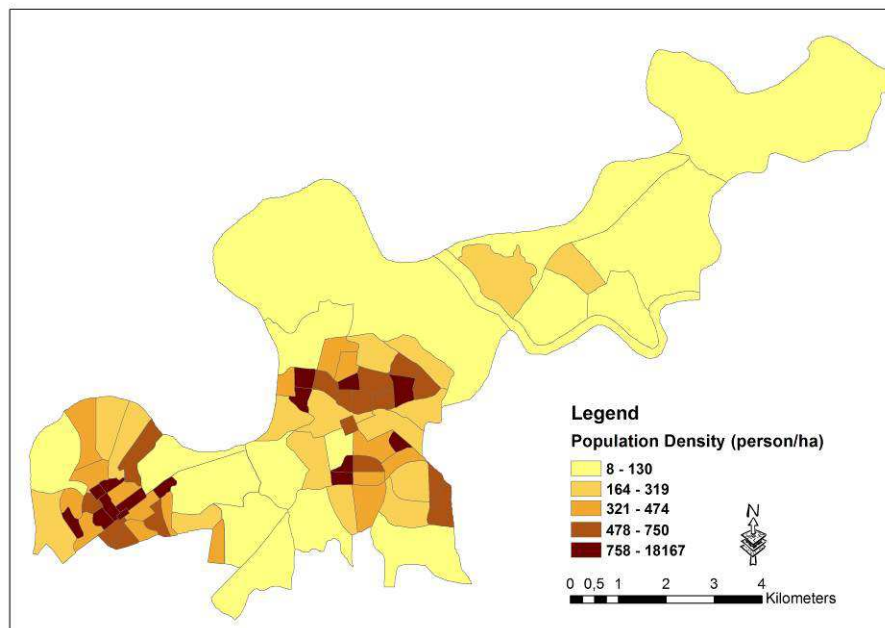 Legend
Population Density (person/ha)
8 - 130
164 - 319
321 - 474
478 - 750
758 - 18167
N
0 0,5 1 2 3 4
Kilometers